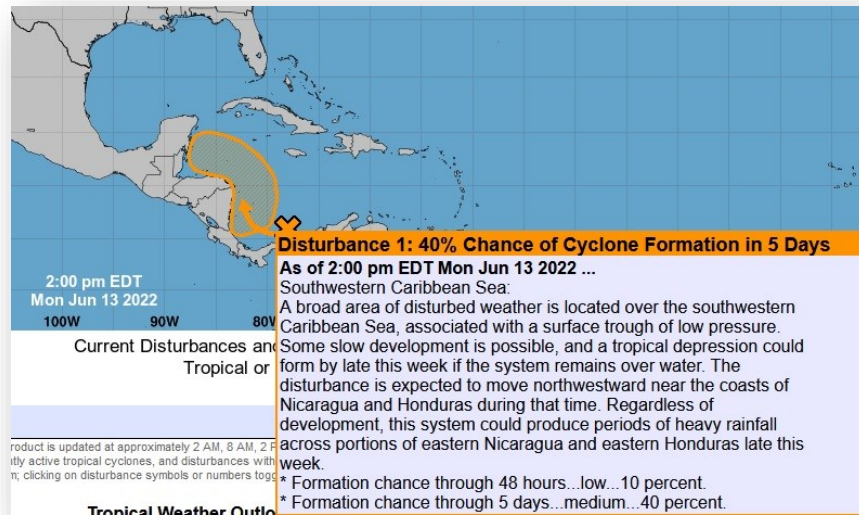 2:00 pm EDT
Mon Jun 13 2022
100W 90W 80W
Disturbance 1: 40% Chance of Cyclone Formation in 5 Days
As of 2:00 pm EDT Mon Jun 13 2022 ...
Southwestern Caribbean Sea:
A broad area of disturbed weather is located over the southwestern
Caribbean Sea, associated with a surface trough of low pressure.
Some slow development is possible, and a tropical depression could
form by late this week if the system remains over water. The
disturbance is expected to move northwestward near the coasts of
Nicaragua and Honduras during that time. Regardless of
development, this system could produce periods of heavy rainfall
across portions of eastern Nicaragua and eastern Honduras late this
week.
* Formation chance through 48 hours...low...10 percent.
* Formation chance through 5 days...medium...40 percent.
Current Disturbances and
Tropical or
roduct is updated at approximately 2 AM, 8 AM, 2
tly active tropical cyclones, and disturbances with
clicking on disturbance symbols or numbers
Tropical Weather